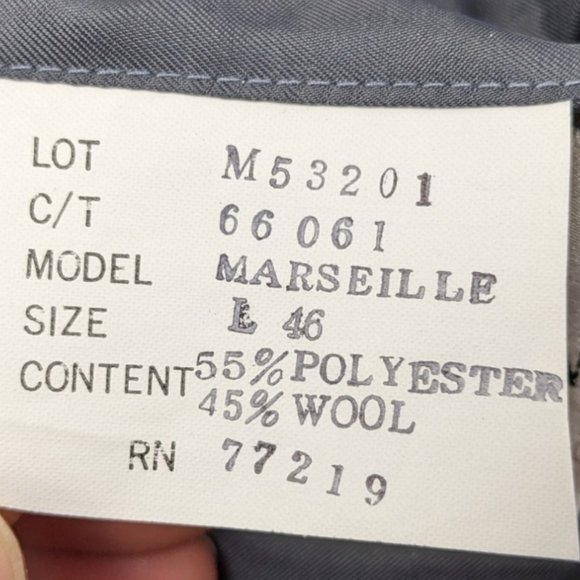 LOT M53201
C/T 66061
MODEL MARSEILLE
SIZE L 46
CONTENT 55% POLYESTER
45% WOOL
RN 77219